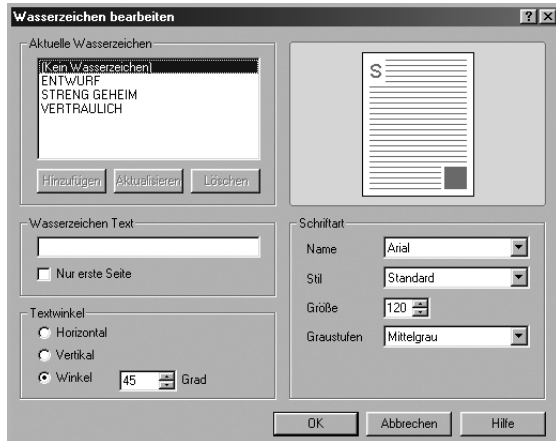 Wasserzeichen bearbeiten
Aktuelle Wasserzeichen
(Kein Wasserzeichen)
ENTWURF
STRENG GEHEIM
VERTRAULICH
Hinzufügen Aktualisieren Löschen
S
Wasserzeichen Text
Nur erste Seite
Textwinkel
Horizontal
Vertikal
Winkel 45 Grad
Schriftart
Name Arial
Stil Standard
Größe 120
Graustufen Mittelgrau
OK Abbrechen Hilfe